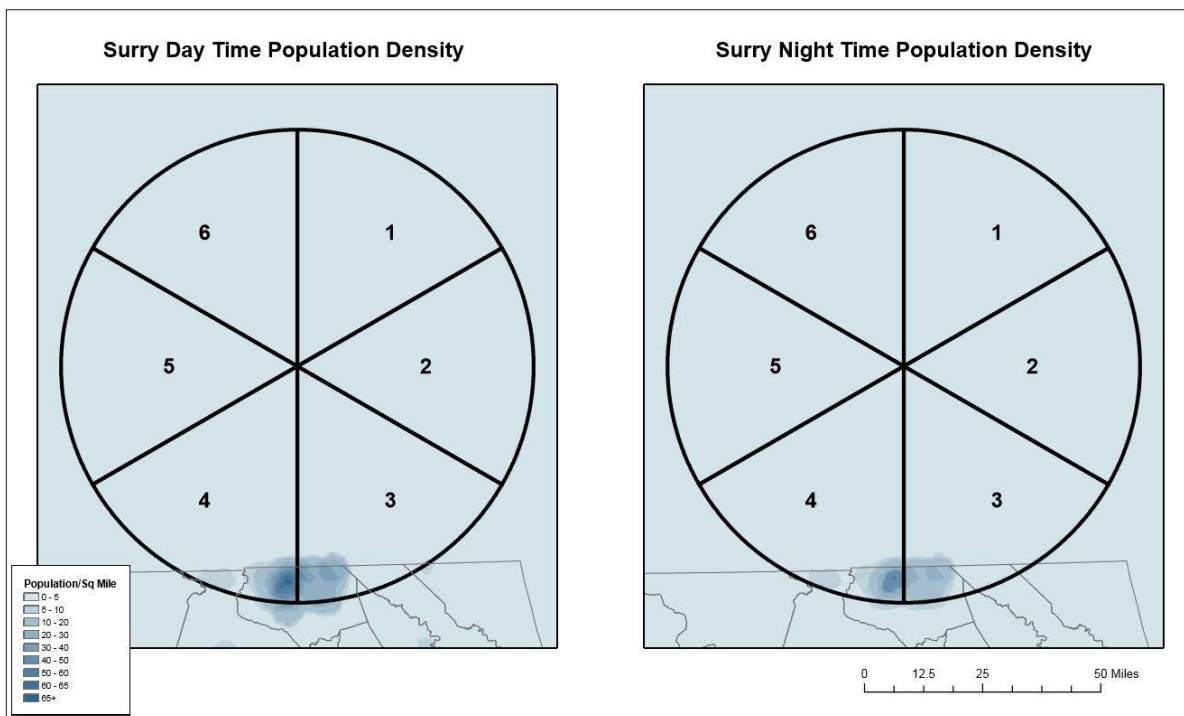 Surry Day Time Population Density
Surry Night Time Population Density
6
1
5
2
4
3
6
1
5
2
4
3
Population/Sq Mile
0 - 5
5 - 10
10 - 20
20 - 30
30 - 40
40 - 50
50 - 60
60 - 65
65+
0 12.5 25 50 Miles